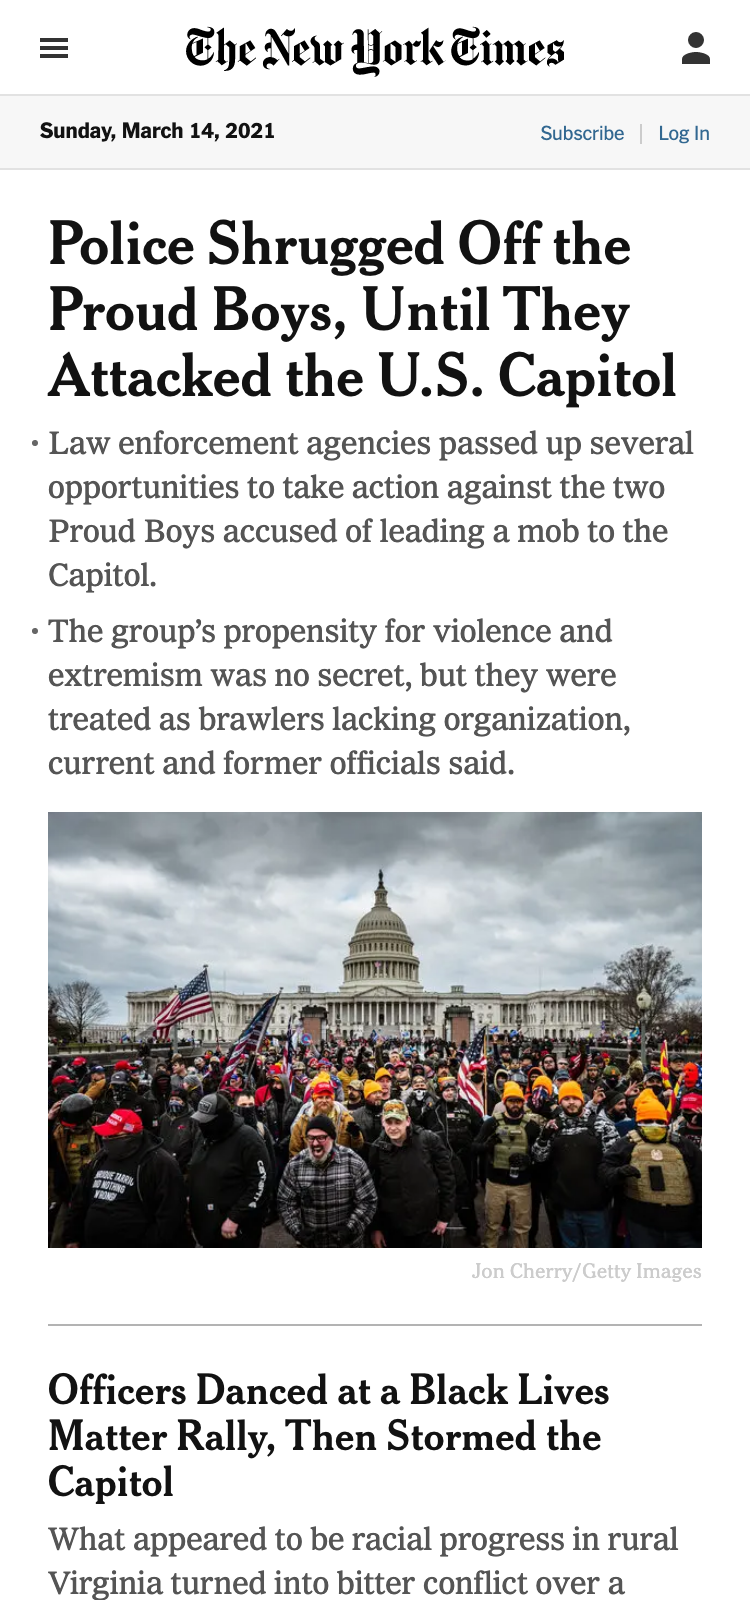 The New York Times
Sunday, March 14, 2021
Subscribe | Log In
Police Shrugged Off the
Proud Boys, Until They
Attacked the U.S. Capitol
• Law enforcement agencies passed up several
opportunities to take action against the two
Proud Boys accused of leading a mob to the
Capitol.
• The group’s propensity for violence and
extremism was no secret, but they were
treated as brawlers lacking organization,
current and former officials said.
DID NOTHING
WRONG!
Jon Cherry/Getty Images
Officers Danced at a Black Lives
Matter Rally, Then Stormed the
Capitol
What appeared to be racial progress in rural
Virginia turned into bitter conflict over a